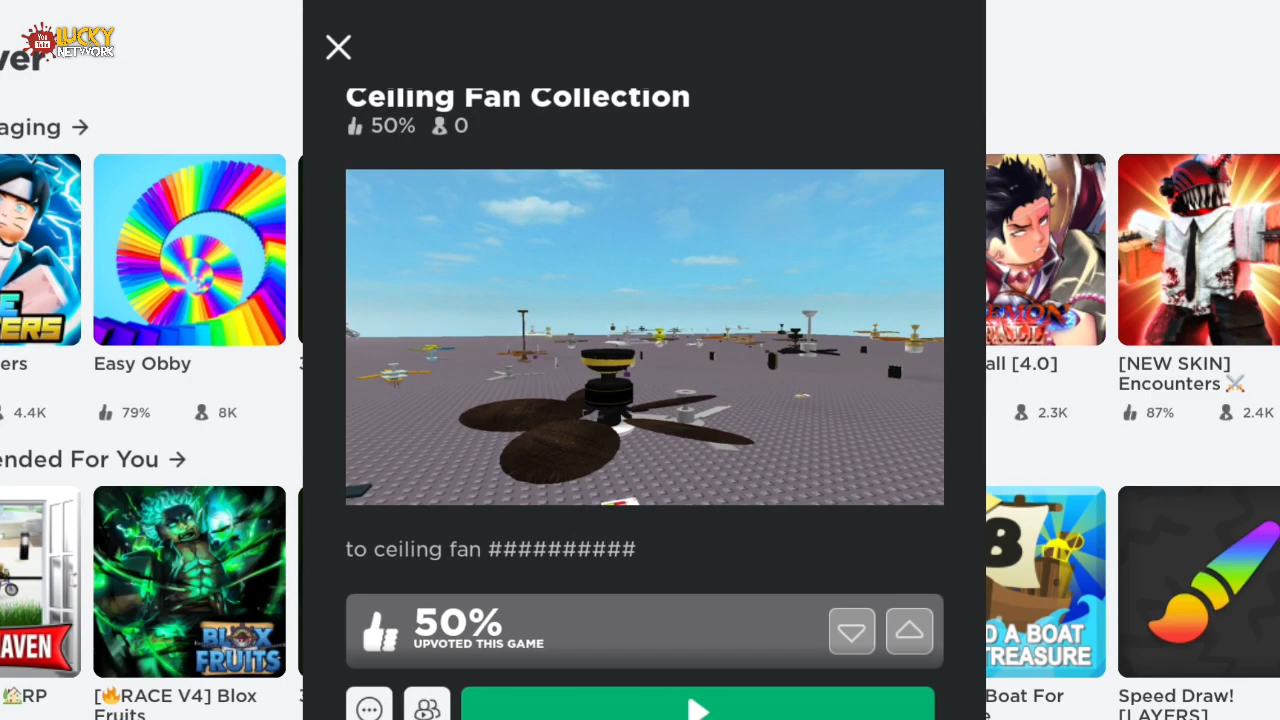 You
Tube
LUCKY
NETWORK
ver
aging →
Ceiling Fan Collection
50% 0
ers
4.4K
Easy Obby
79% 8K
all [4.0]
2.3K
[NEW SKIN]
Encounters ⚔️
87% 2.4K
ended For You →
to ceiling fan ##########
50%
UPVOTED THIS GAME
AVEN
🏡RP
BLOX
FRUITS
[🔥RACE V4] Blox
Fruits
B
D A BOAT
TREASURE
Boat For
e
Speed Draw!
[LAYERS]